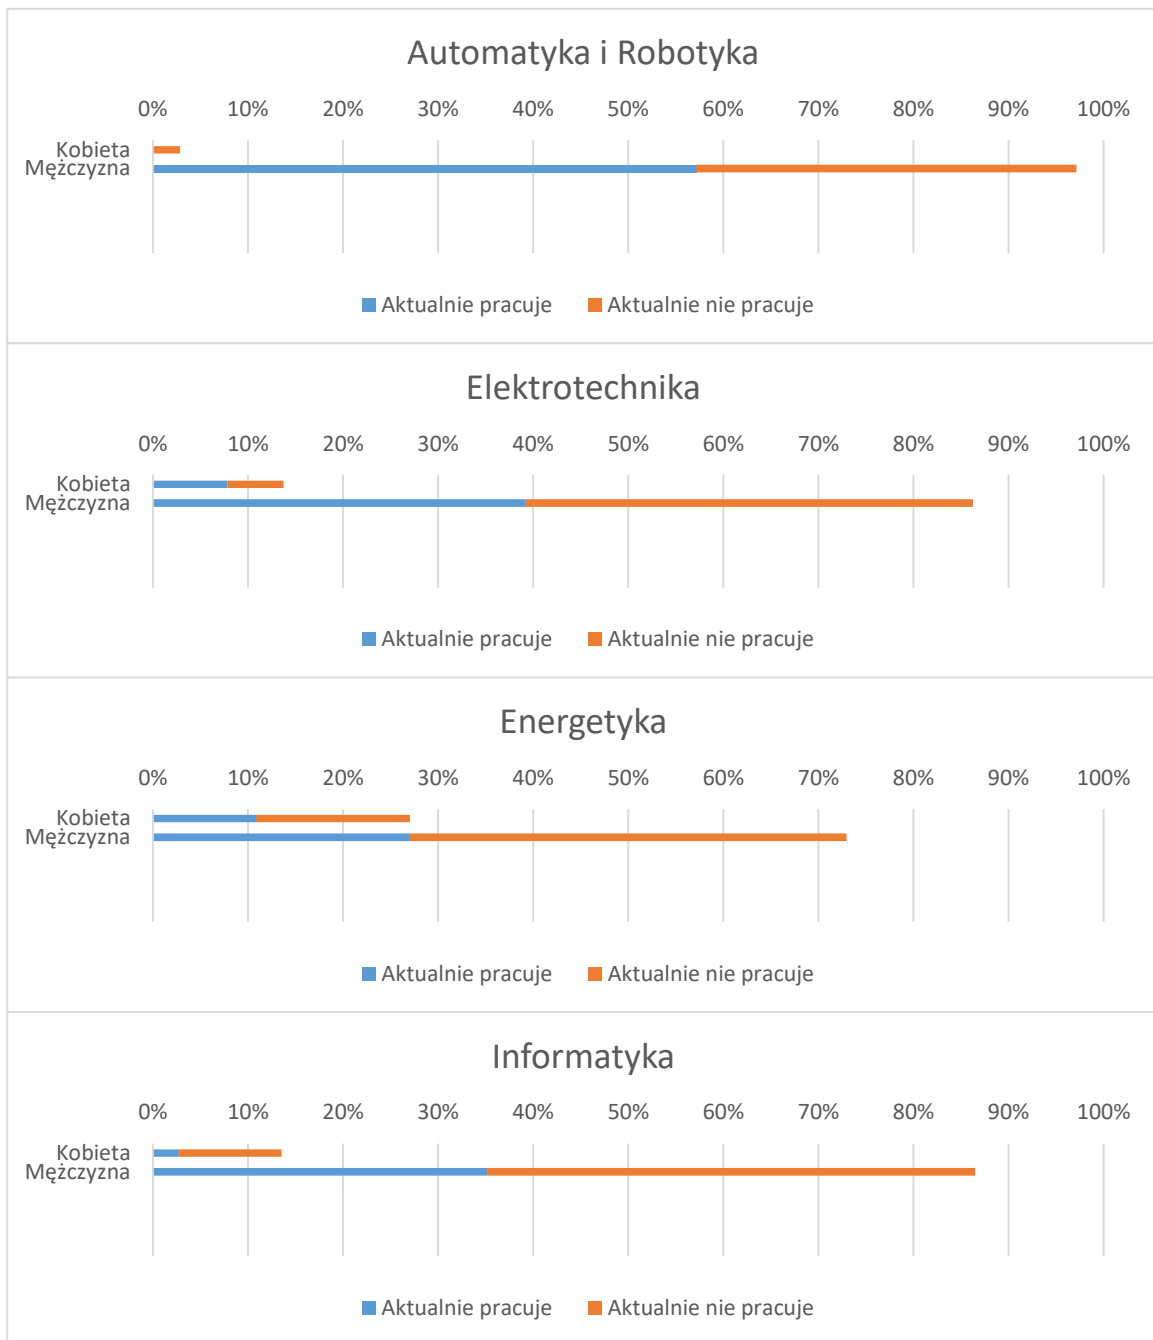 Automatyka i Robotyka
0% 10% 20% 30% 40% 50% 60% 70% 80% 90% 100%
Kobieta
Mężczyzna
Aktualnie pracuje Aktualnie nie pracuje
Elektrotechnika
0% 10% 20% 30% 40% 50% 60% 70% 80% 90% 100%
Kobieta
Mężczyzna
Aktualnie pracuje Aktualnie nie pracuje
Energetyka
0% 10% 20% 30% 40% 50% 60% 70% 80% 90% 100%
Kobieta
Mężczyzna
Aktualnie pracuje Aktualnie nie pracuje
Informatyka
0% 10% 20% 30% 40% 50% 60% 70% 80% 90% 100%
Kobieta
Mężczyzna
Aktualnie pracuje Aktualnie nie pracuje